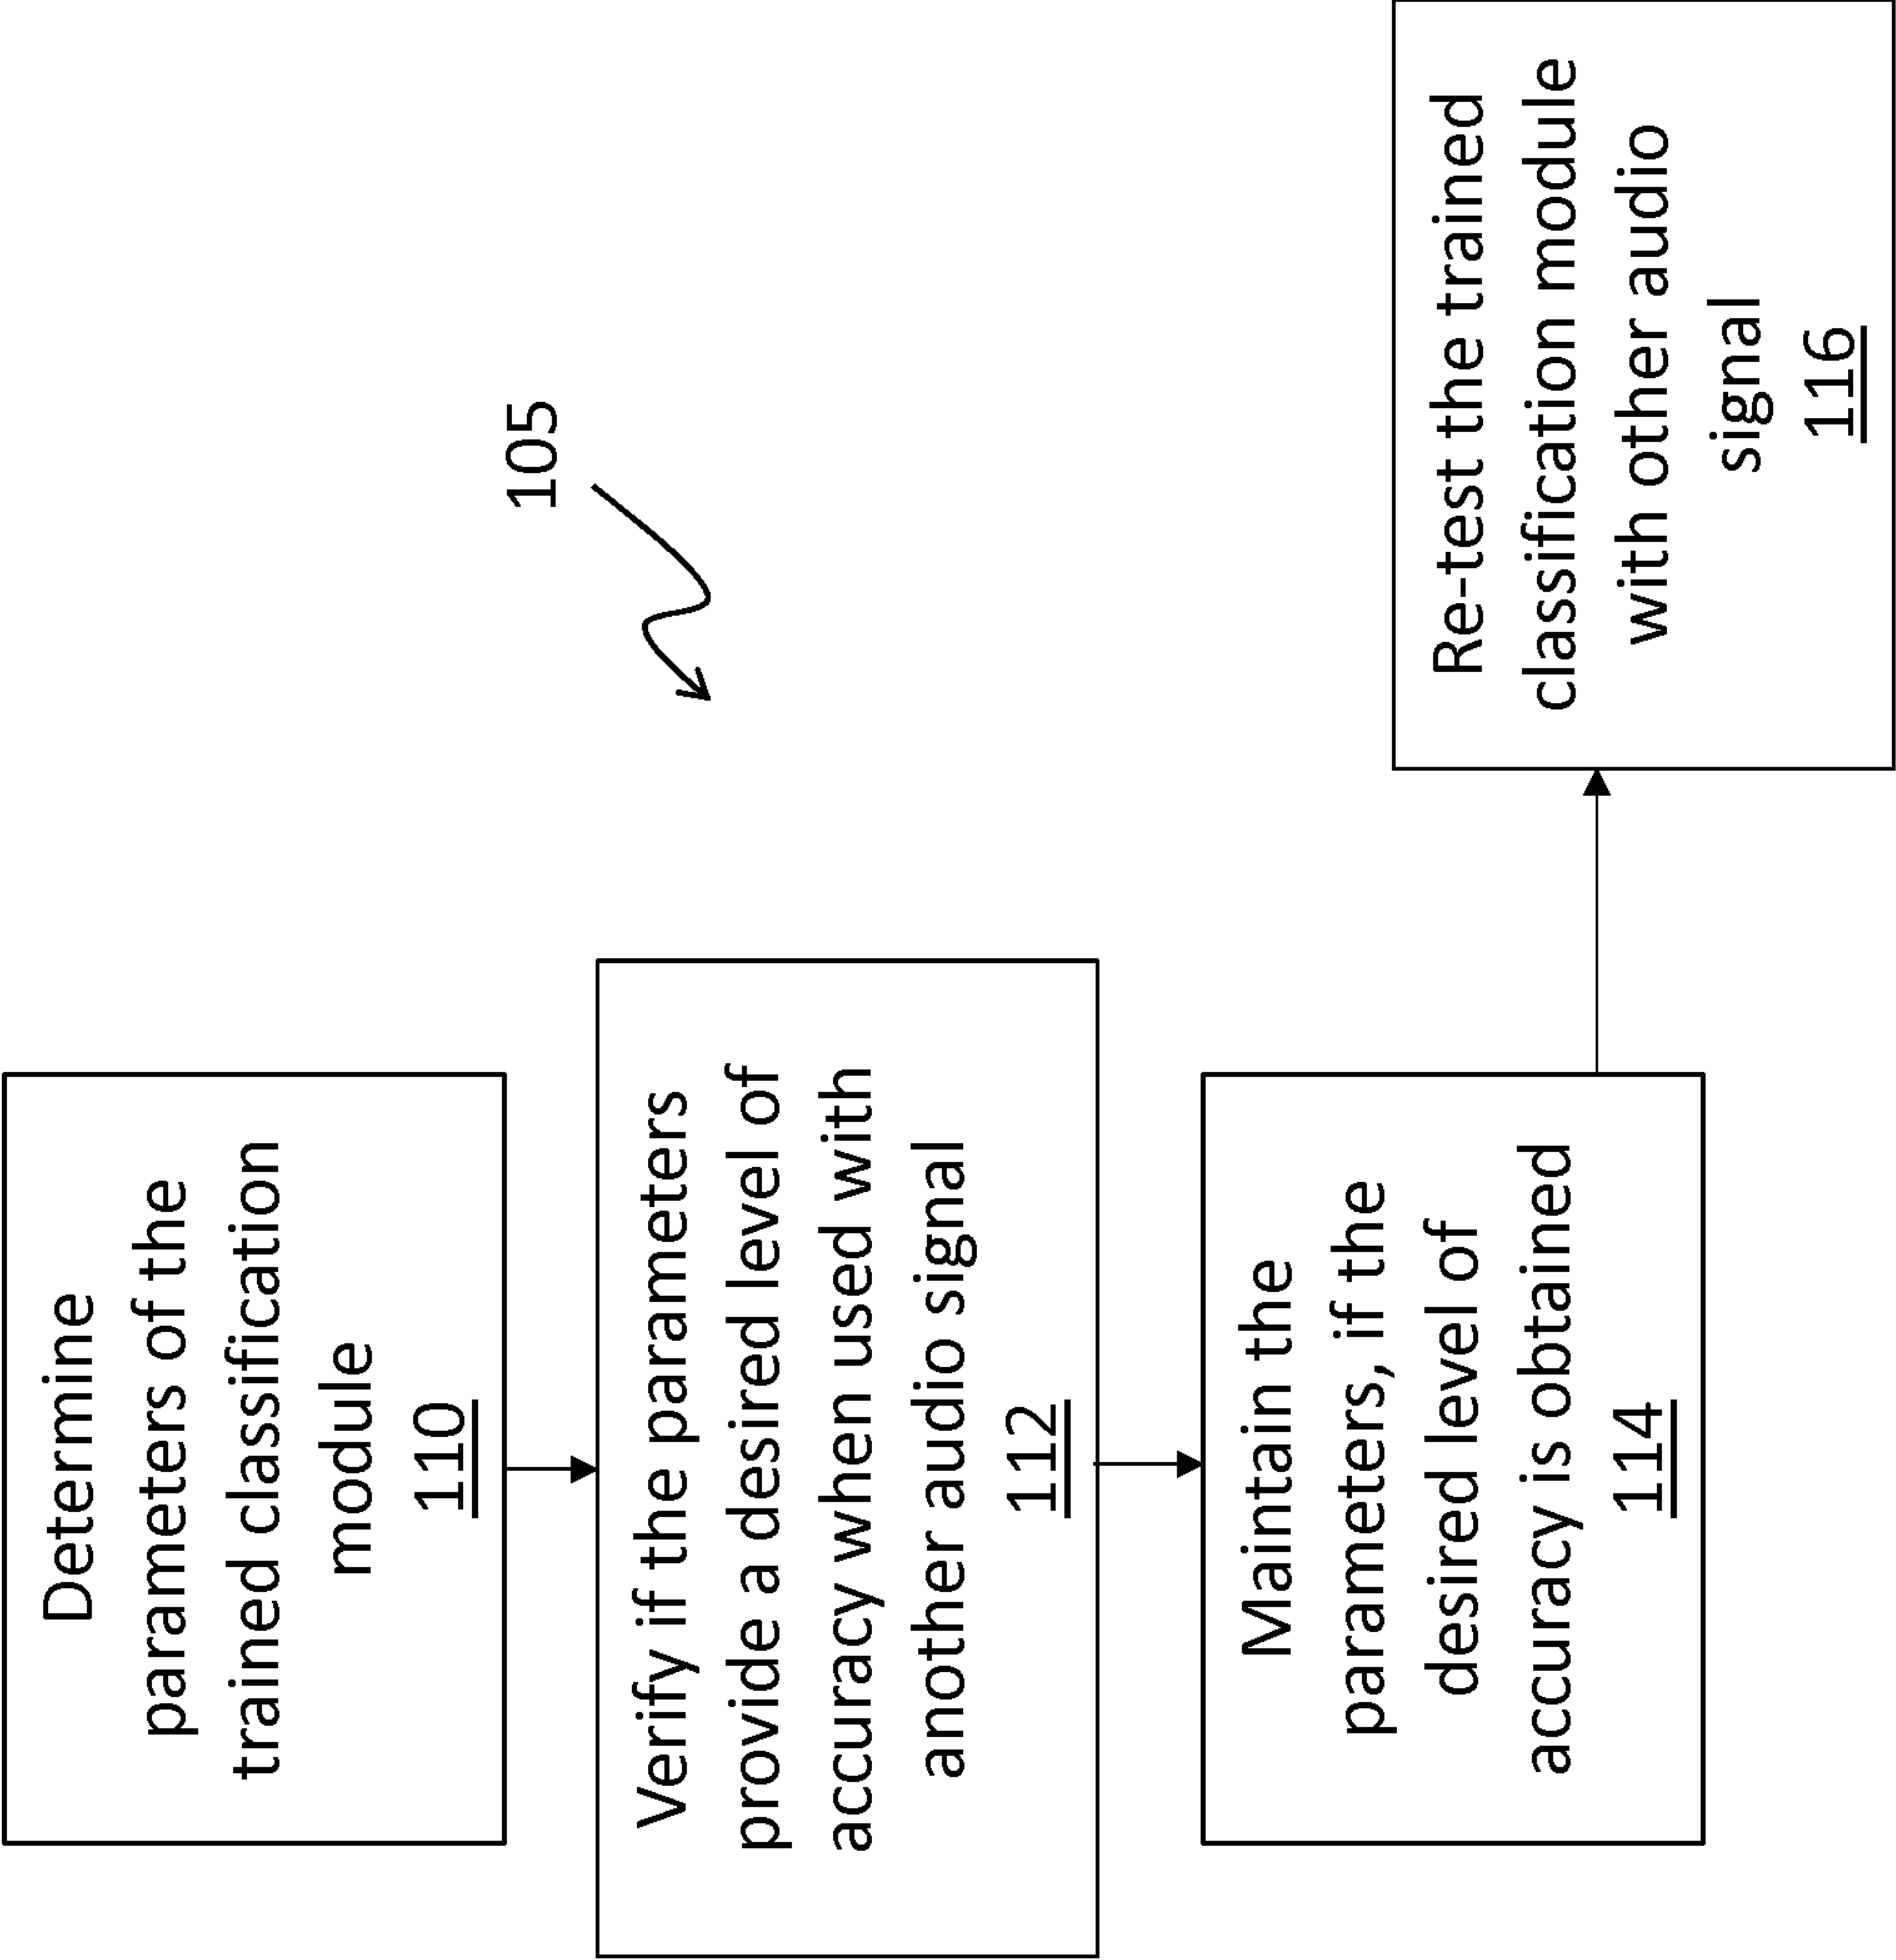 Determine
parameters of the
trained classification
module
110
105
Verify if the parameters
provide a desired level of
accuracy when used with
another audio signal
112
Maintain the
parameters, if the
desired level of
accuracy is obtained
114
Re-test the trained
classification module
with other audio
signal
116